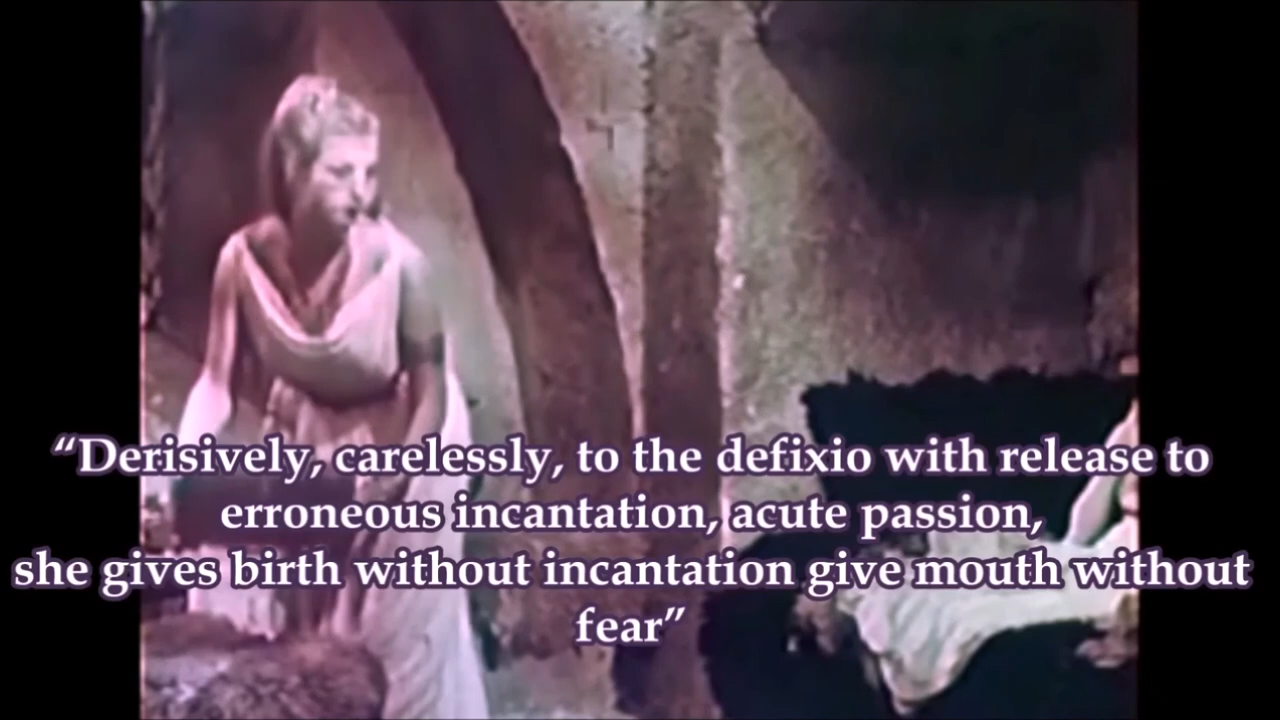 “Derisively, carelessly, to the defixio with release to
erroneous incantation, acute passion,
she gives birth without incantation give mouth without
fear”